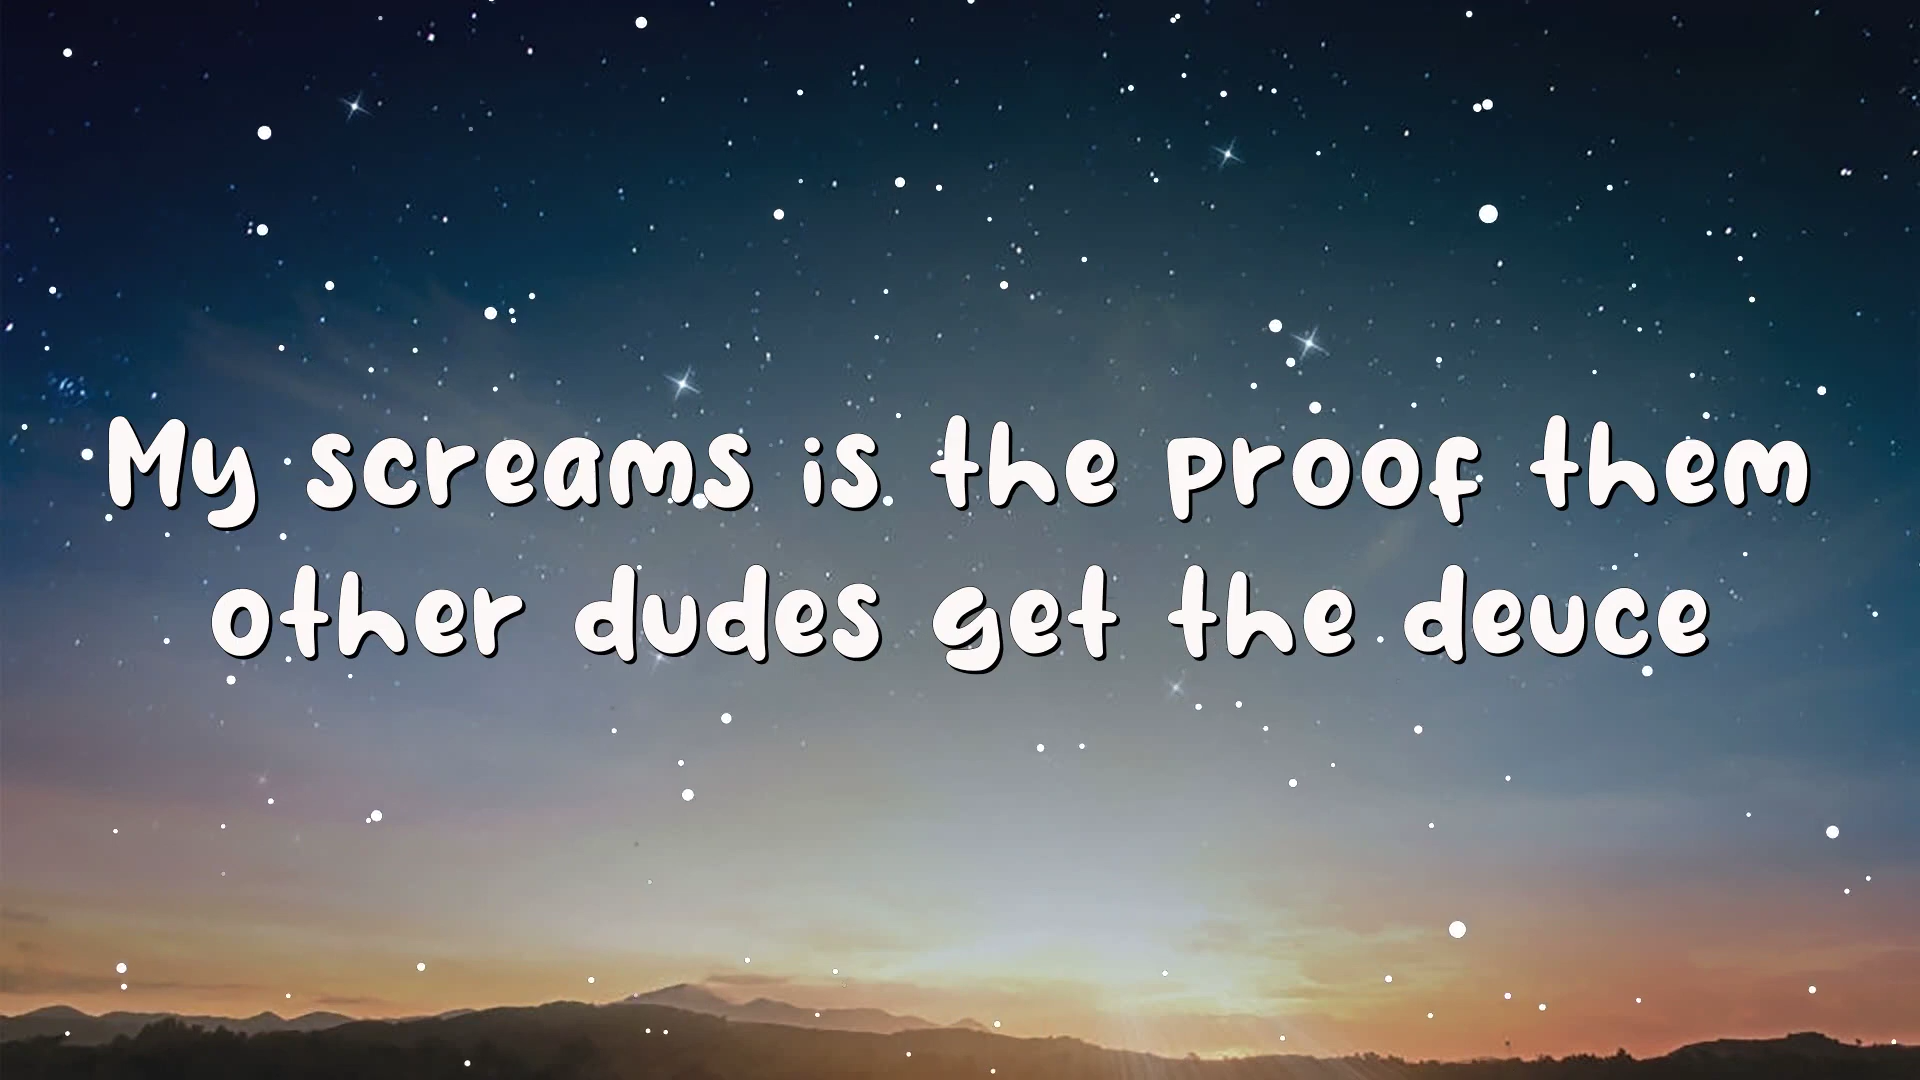 My screams is the proof them
other dudes get the deuce